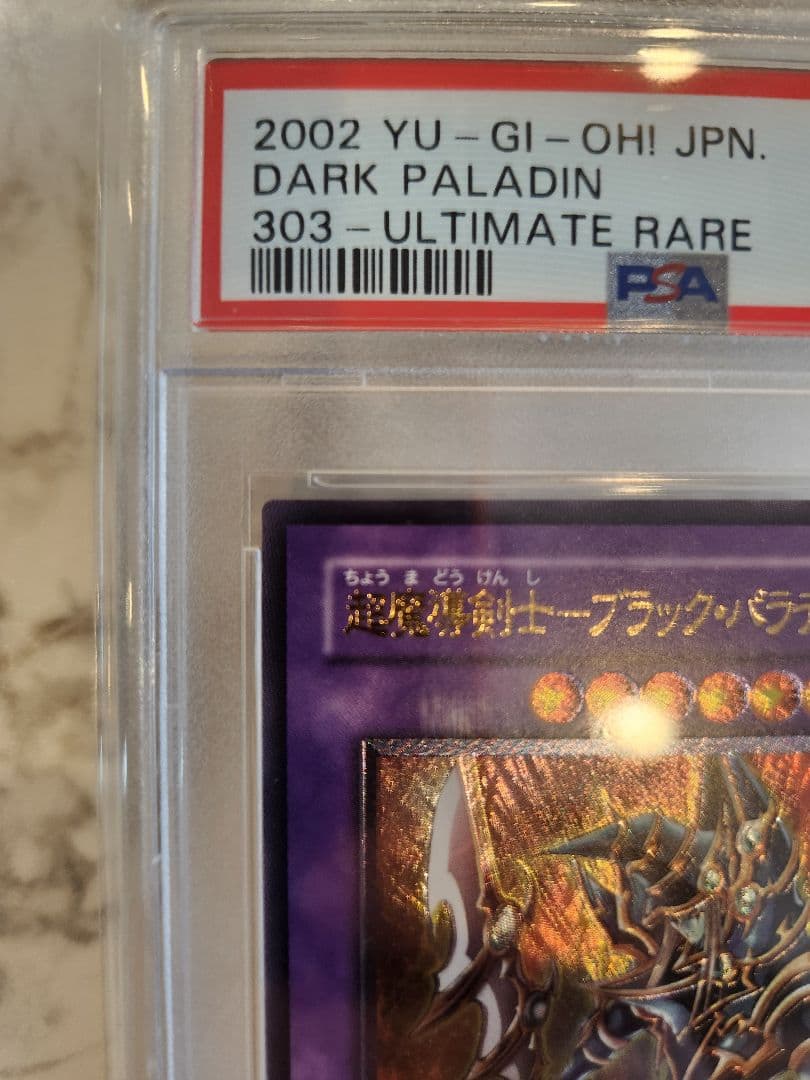 2002 YU-GI-OH! JPN.
DARK PALADIN
303-ULTIMATE RARE
PSA
ちょう ま どう けん し
超魔導剣士ーブラック・パラ